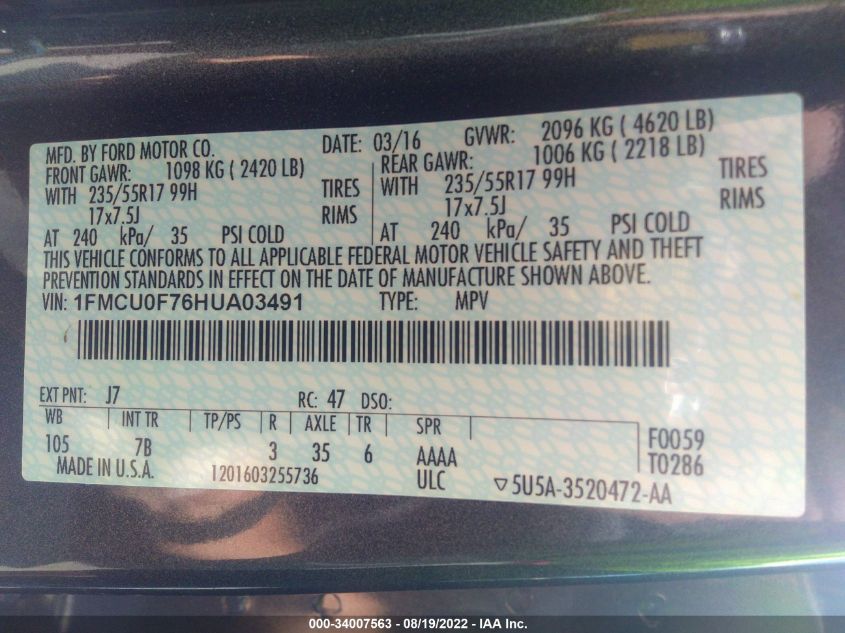 MFD. BY FORD MOTOR CO. DATE: 03/16 GVWR: 2096 KG ( 4620 LB)
FRONT GAWR: 1098 KG ( 2420 LB) REAR GAWR: 1006 KG ( 2218 LB)
WITH 235/55R17 99H TIRES WITH 235/55R17 99H TIRES
17x7.5J RIMS 17x7.5J RIMS
AT 240 kPa/ 35 PSI COLD AT 240 kPa/ 35 PSI COLD
THIS VEHICLE CONFORMS TO ALL APPLICABLE FEDERAL MOTOR VEHICLE SAFETY AND THEFT
PREVENTION STANDARDS IN EFFECT ON THE DATE OF MANUFACTURE SHOWN ABOVE.
VIN: 1FMCU0F76HUA03491 TYPE: MPV
EXT PNT: J7 RC: 47 DSO:
WB INT TR TP/PS R AXLE TR SPR
105 7B 3 35 6 AAAA F0059
MADE IN U.S.A. 1201603255736 ULC T0286
▽5U5A-3520472-AA
000-34007563 - 08/19/2022 - IAA Inc.